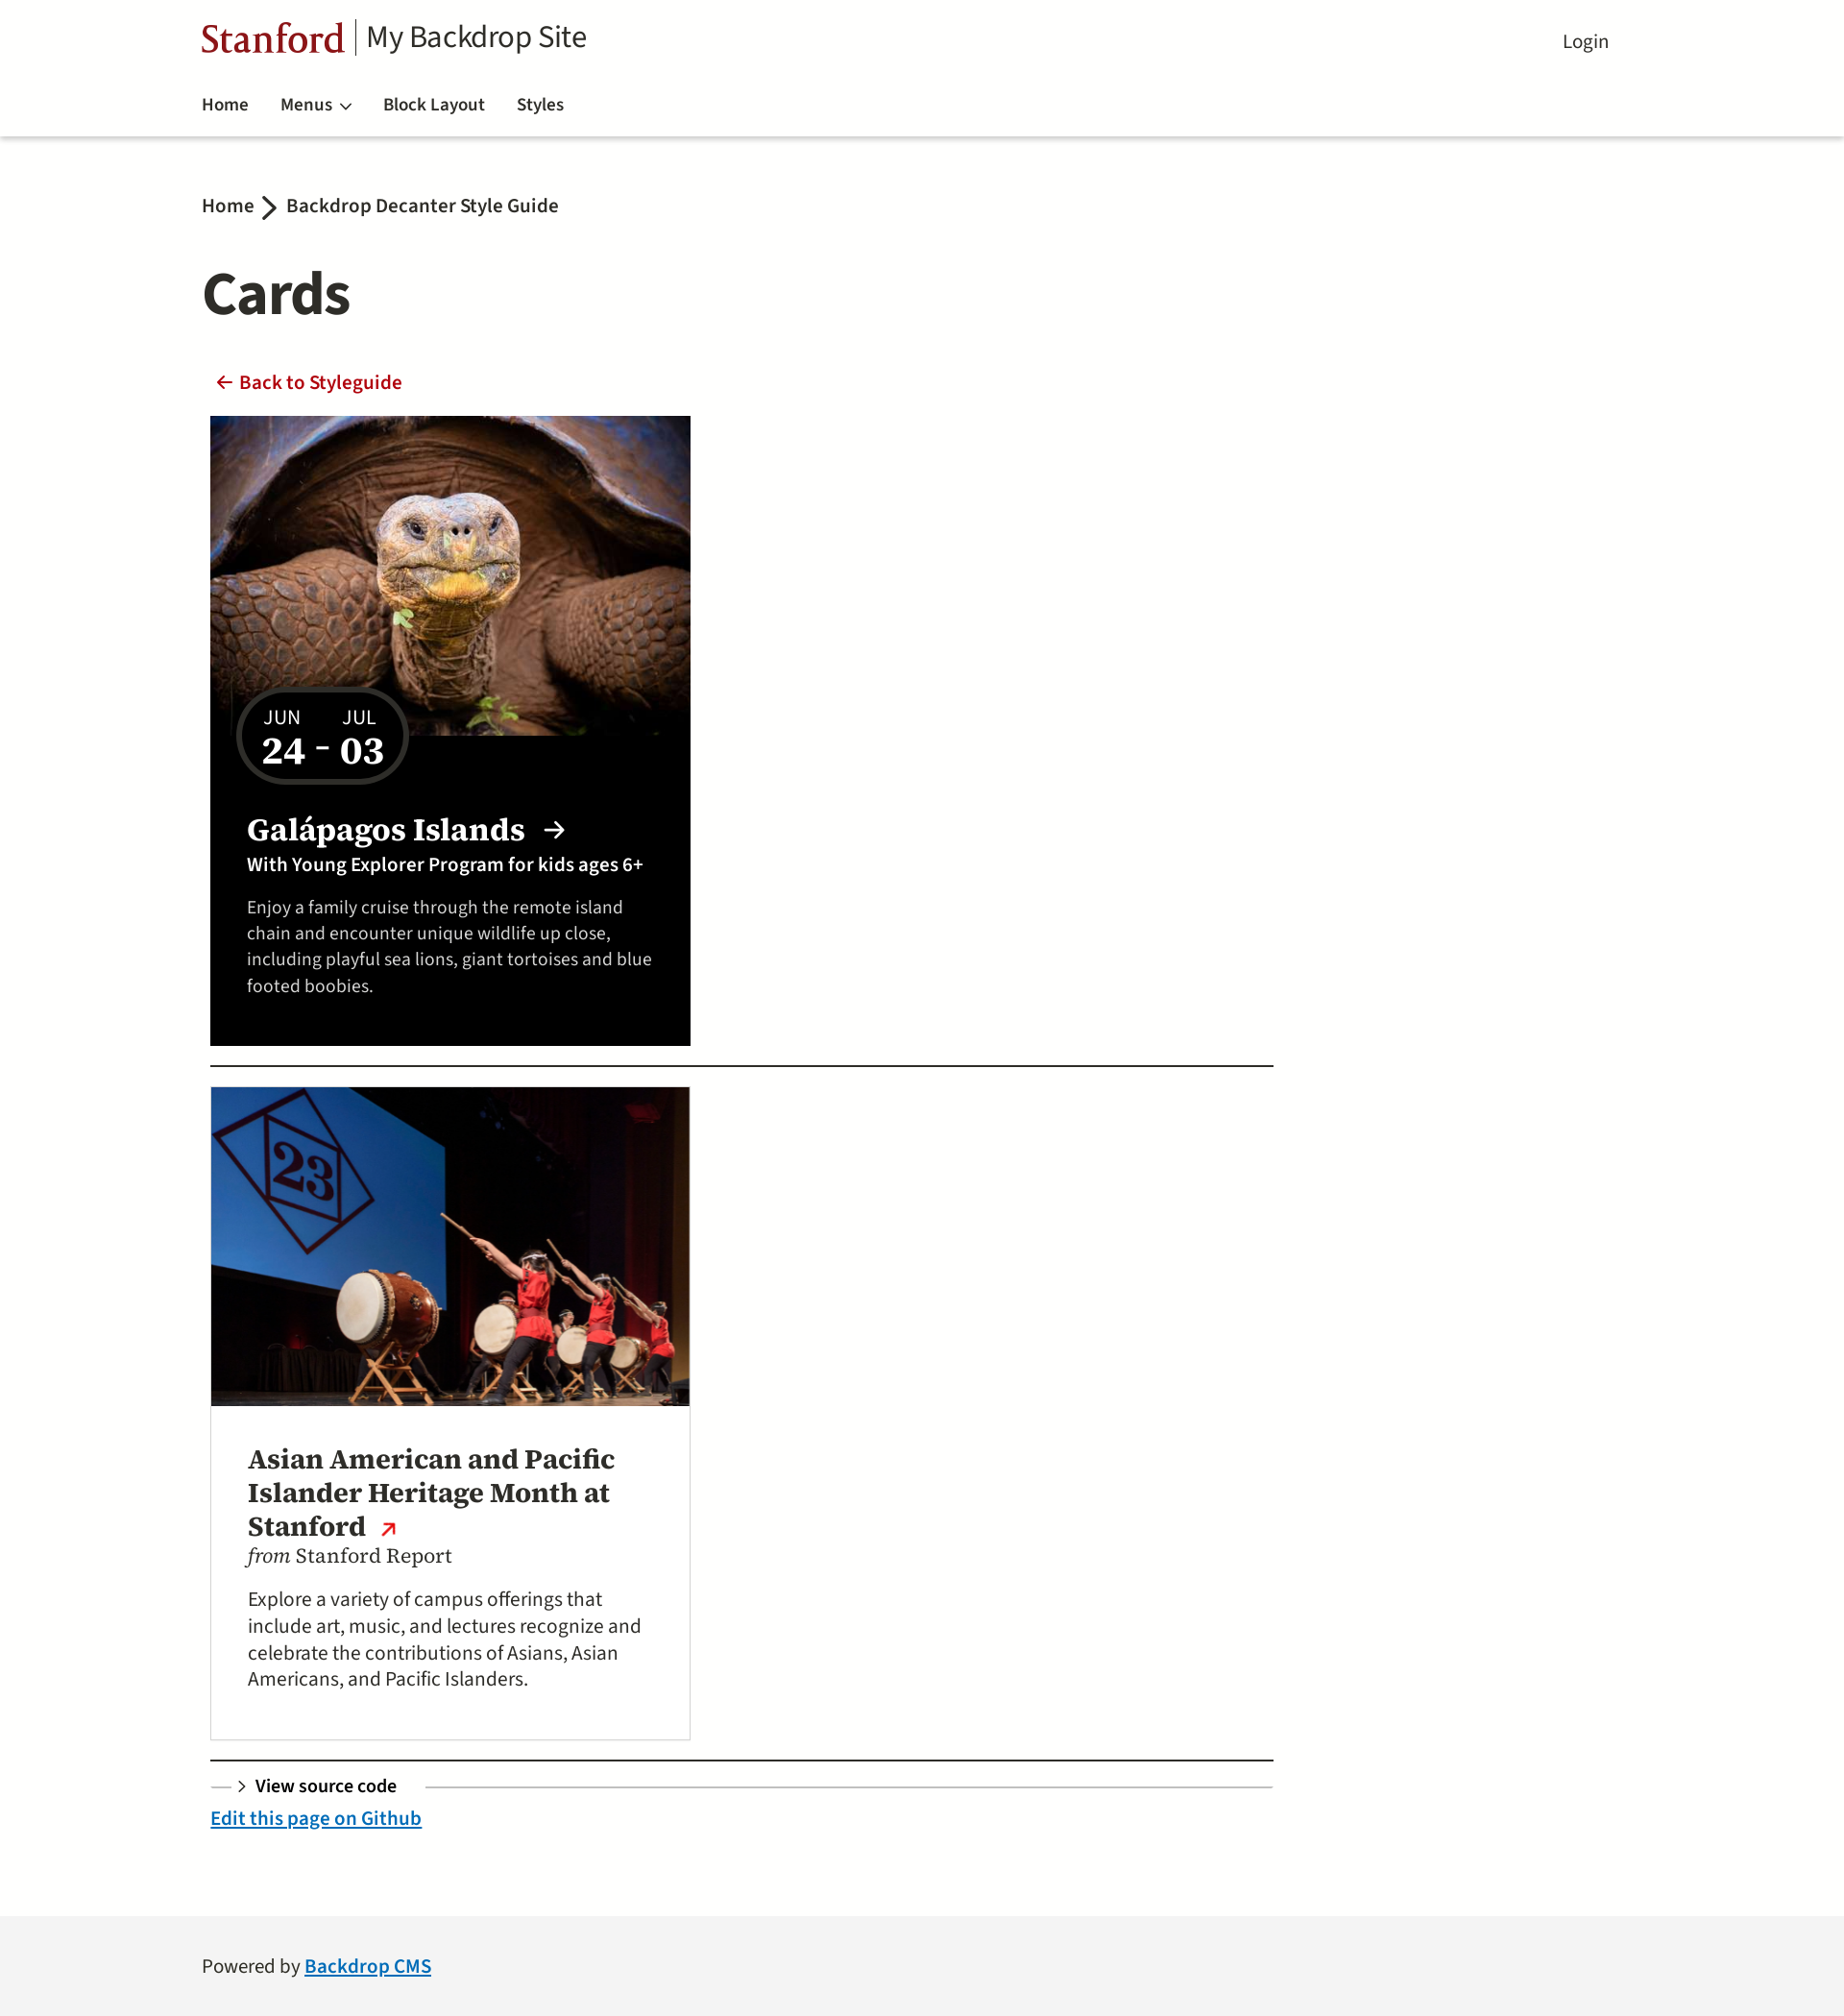 Stanford My Backdrop Site
Login
Home Menus Block Layout Styles
Home Backdrop Decanter Style Guide
Cards
← Back to Styleguide
JUN JUL
24 - 03
Galápagos Islands →
With Young Explorer Program for kids ages 6+
Enjoy a family cruise through the remote island
chain and encounter unique wildlife up close,
including playful sea lions, giant tortoises and blue
footed boobies.
23
Asian American and Pacific
Islander Heritage Month at
Stanford
from Stanford Report
Explore a variety of campus offerings that
include art, music, and lectures recognize and
celebrate the contributions of Asians, Asian
Americans, and Pacific Islanders.
View source code
Edit this page on Github
Powered by Backdrop CMS